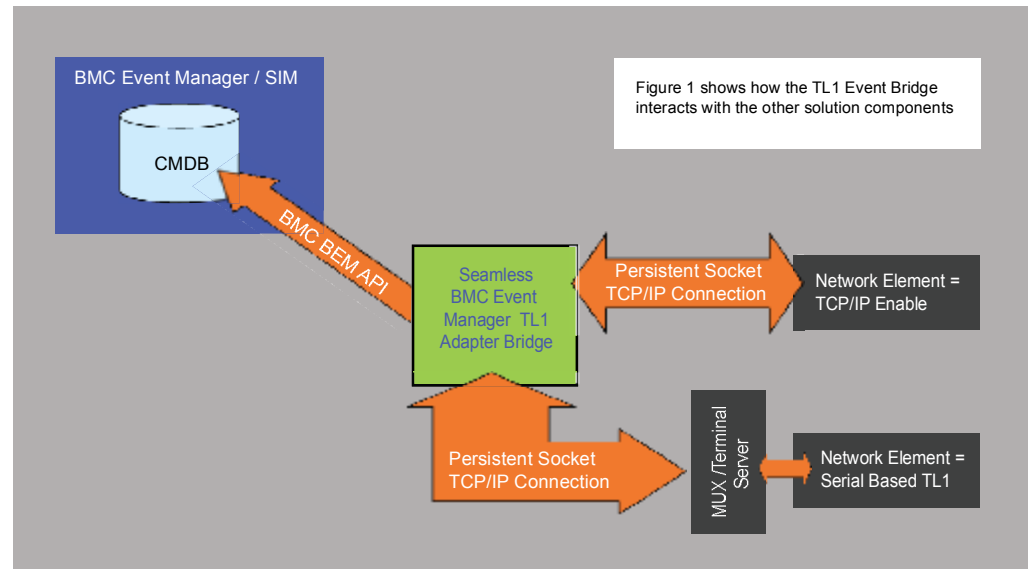 BMC Event Manager / SIM
CMDB
Figure 1 shows how the TL1 Event Bridge
interacts with the other solution components
BMC BEM API
Seamless
BMC Event
Manager TL1
Adapter Bridge
Persistent Socket
TCP/IP Connection
Network Element =
TCP/IP Enable
Persistent Socket
TCP/IP Connection
MUX /Terminal
Server
Network Element =
Serial Based TL1